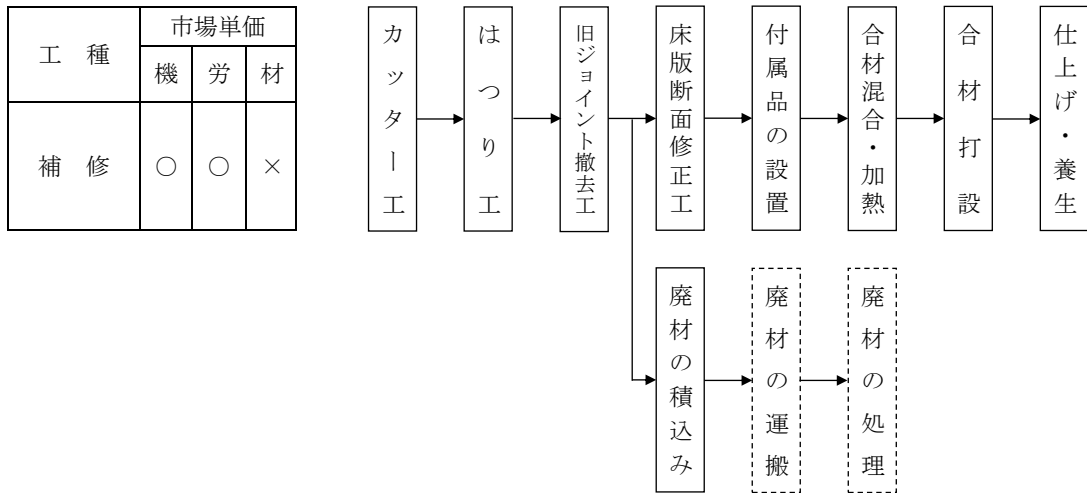 工 種
市場単価
機 労 材
補 修
○ ○ ×
カッター工
はつり工
旧ジョイント撤去工
床版断面修正工
付属品の設置
合材混合・加熱
合材打設
仕上げ・養生
廃材の積込み
廃材の運搬
廃材の処理